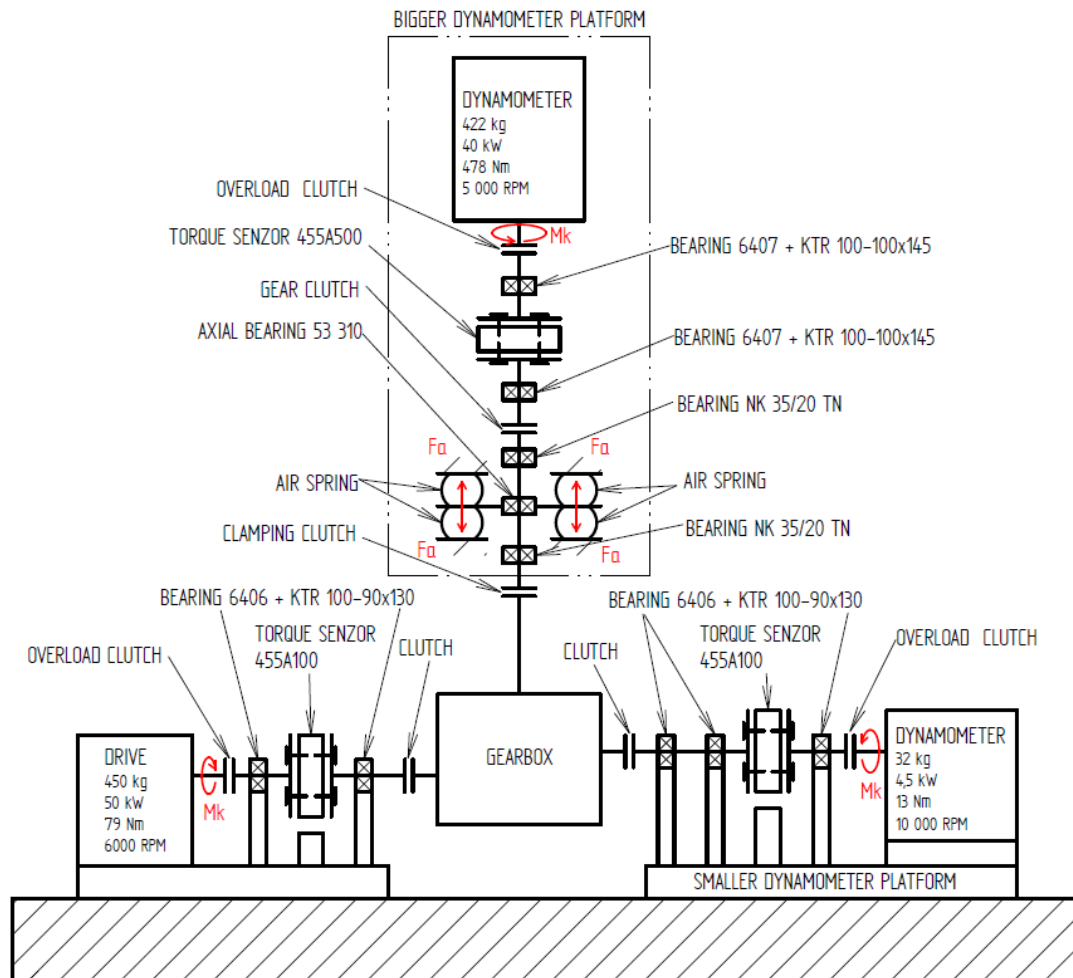 BIGGER DYNAMOMETER PLATFORM
DYNAMOMETER
422 kg
40 kW
478 Nm
5 000 RPM
OVERLOAD CLUTCH
Mk
TORQUE SENZOR 455A500
BEARING 6407 + KTR 100-100x145
GEAR CLUTCH
AXIAL BEARING 53 310
BEARING 6407 + KTR 100-100x145
BEARING NK 35/20 TN
Fa
Fa
AIR SPRING
AIR SPRING
CLAMPING CLUTCH
BEARING NK 35/20 TN
Fa
Fa
BEARING 6406 + KTR 100-90x130
BEARING 6406 + KTR 100-90x130
TORQUE SENZOR
455A100
OVERLOAD CLUTCH
CLUTCH
CLUTCH
TORQUE SENZOR
455A100
OVERLOAD CLUTCH
DRIVE
450 kg
50 kW
79 Nm
6000 RPM
Mk
GEARBOX
Mk
DYNAMOMETER
32 kg
4,5 kW
13 Nm
10 000 RPM
SMALLER DYNAMOMETER PLATFORM